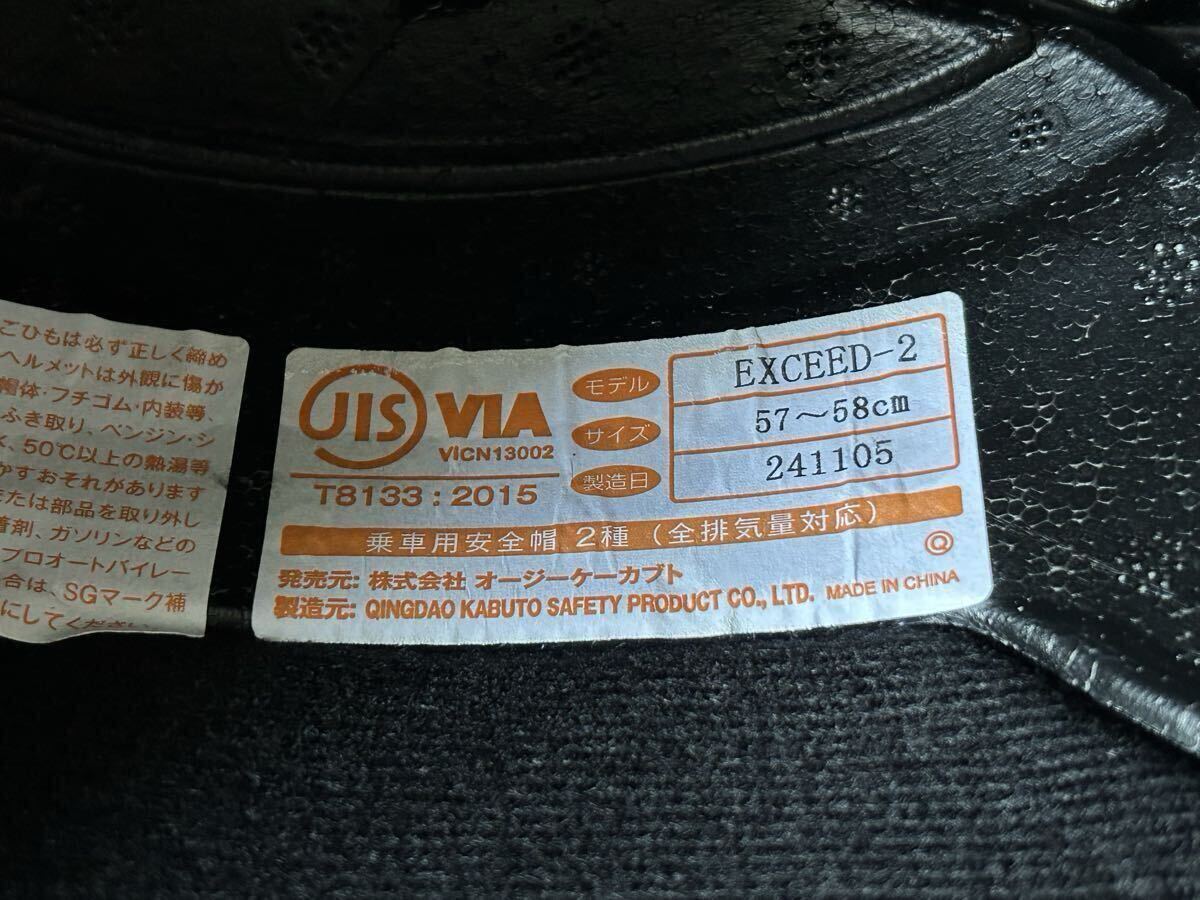 ごひもは必ず正しく締め
ヘルメットは外観に傷が
帽体・フチゴム・内装等、
ふき取り、ベンジン・シ
、50℃以上の熱湯等
かすおそれがあります
または部品を取り外し
着剤、ガソリンなどの
プロオートバイレー
合は、SGマーク補
にしてください
JIS VIA
VICN13002
T8133:2015
モデル EXCEED-2
サイズ 57～58cm
製造日 241105
乗車用安全帽 2種（全排気量対応）
発売元: 株式会社 オージーケーカブト
Q
製造元: QINGDAO KABUTO SAFETY PRODUCT CO., LTD. MADE IN CHINA